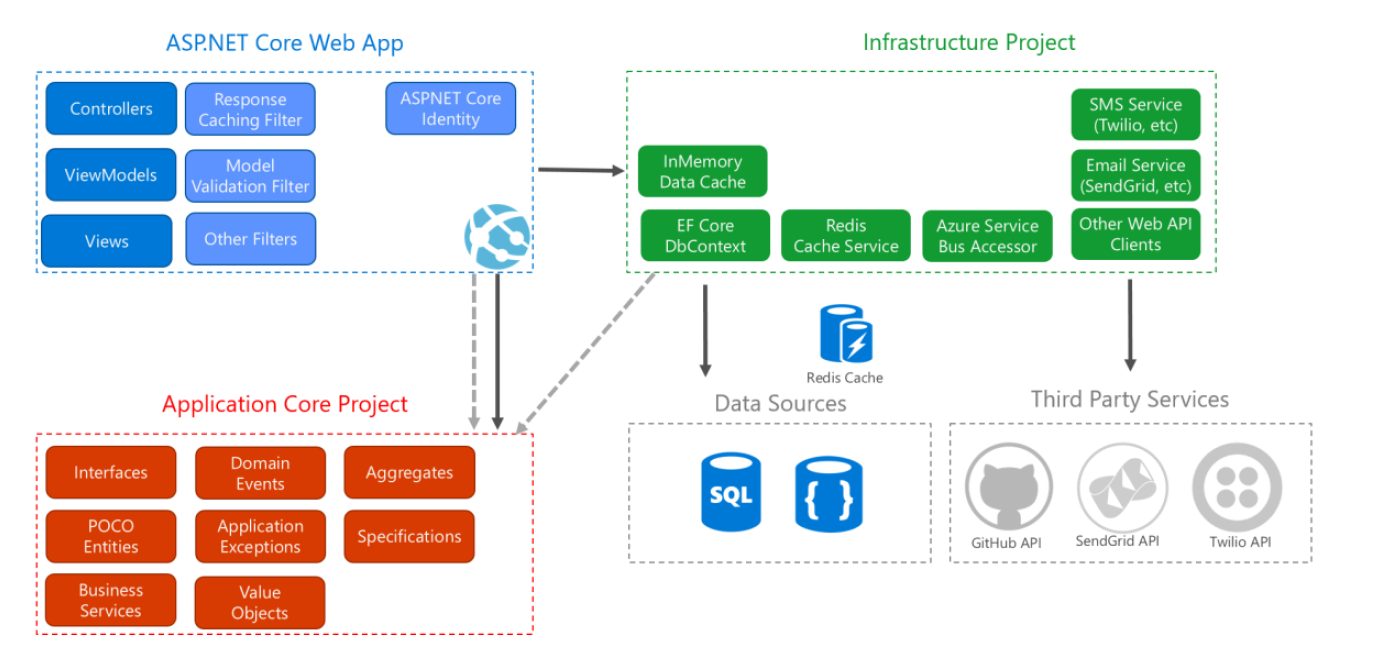 ASP.NET Core Web App
Controllers
Response
Caching Filter
ASPNET Core
Identity
ViewModels
Model
Validation Filter
Views
Other Filters
Infrastructure Project
SMS Service
(Twilio, etc)
InMemory
Data Cache
Email Service
(SendGrid, etc)
EF Core
DbContext
Redis
Cache Service
Azure Service
Bus Accessor
Other Web API
Clients
Redis Cache
Application Core Project
Interfaces
Domain
Events
Aggregates
POCO
Entities
Application
Exceptions
Specifications
Business
Services
Value
Objects
Data Sources
SQL
{ }
Third Party Services
GitHub API
SendGrid API
Twilio API